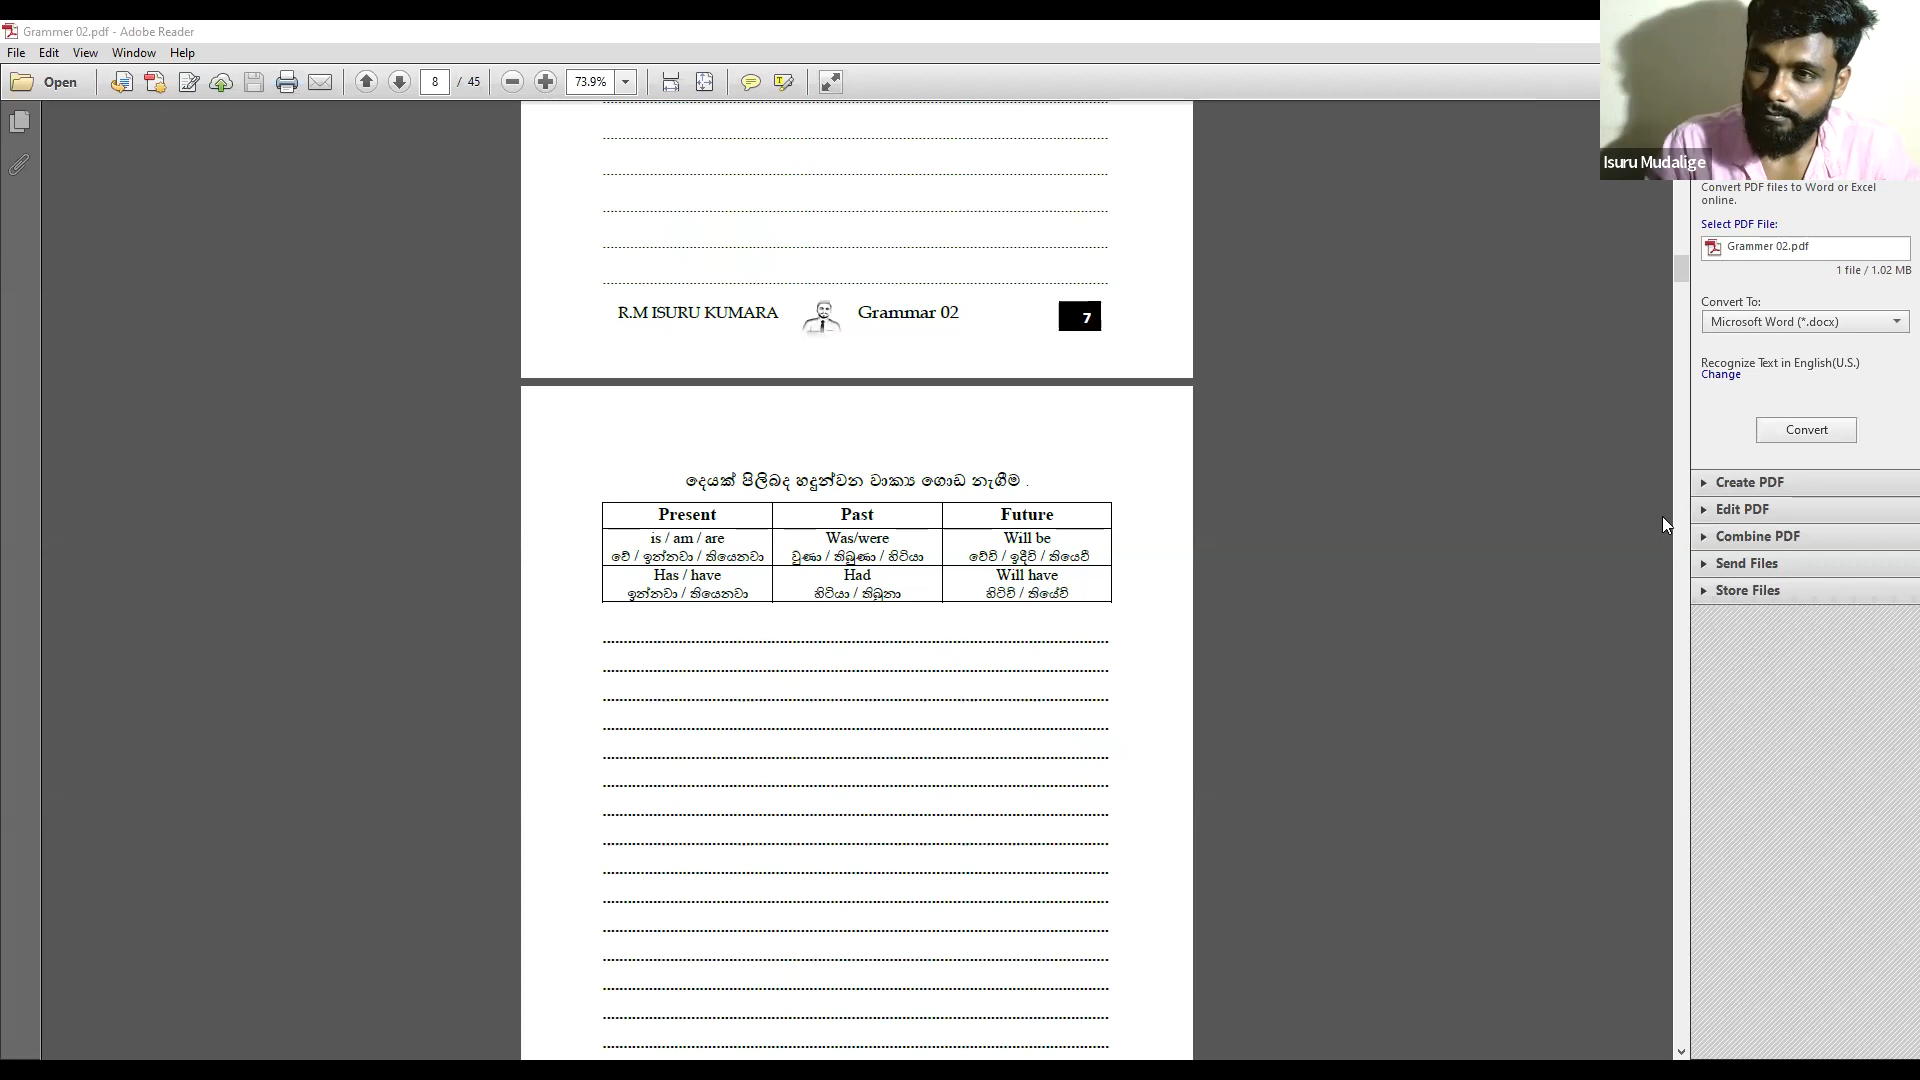 Grammer 02.pdf - Adobe Reader
File Edit View Window Help
Open 8 / 45 73.9%
Isuru Mudalige
R.M ISURU KUMARA Grammar 02 7
දෙයක් පිලිබද හදුන්වන වාක්‍ය ගොඩ නැගීම .
Present Past Future
is / am / are Was/were Will be
වේ / ඉන්නවා / තියෙනවා වුණා / තිබුණා / හිටියා වේවි / ඉදීවි / තියෙවී
Has / have Had Will have
ඉන්නවා / තියෙනවා හිටියා / තිබුනා හිටිවි / තියේවි
Convert PDF files to Word or Excel
online.
Select PDF File:
Grammer 02.pdf
1 file / 1.02 MB
Convert To:
Microsoft Word (*.docx)
Recognize Text in English(U.S.)
Change
Convert
Create PDF
Edit PDF
Combine PDF
Send Files
Store Files